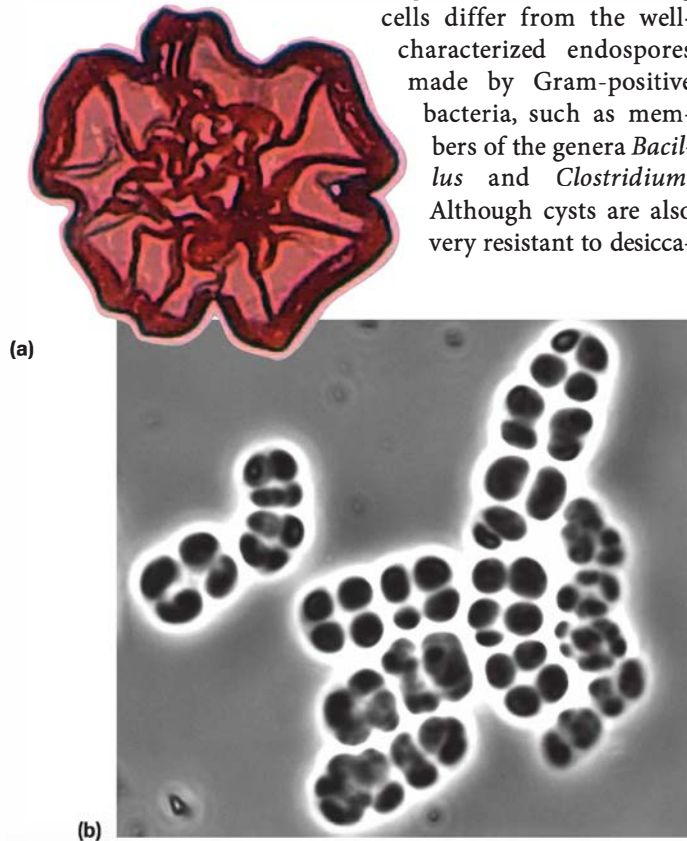 cells differ from the well-
characterized endospores
made by Gram-positive
bacteria, such as mem-
bers of the genera Bacil-
lus and Clostridium.
Although cysts are also
very resistant to desicca-
(a)
(b)